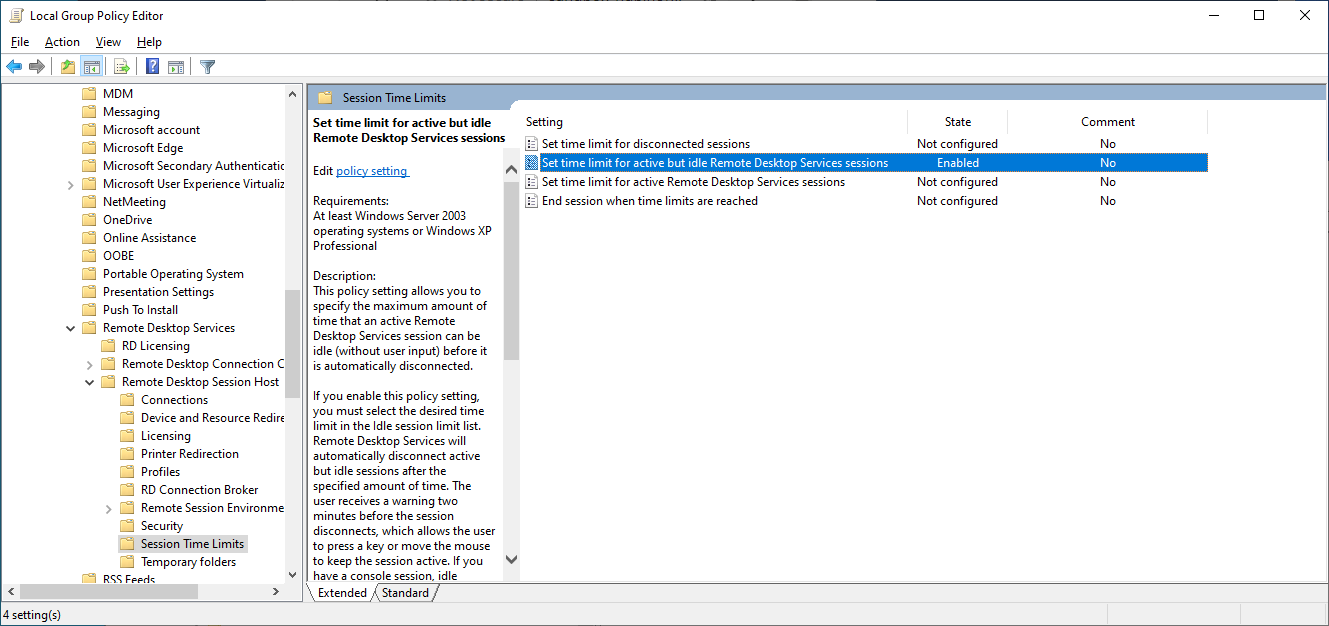 Local Group Policy Editor
File Action View Help
MDM
Messaging
Microsoft account
Microsoft Edge
Microsoft Secondary Authenticatic
Microsoft User Experience Virtualiz
NetMeeting
OneDrive
Online Assistance
OOBE
Portable Operating System
Presentation Settings
Push To Install
Remote Desktop Services
RD Licensing
Remote Desktop Connection C
Remote Desktop Session Host
Connections
Device and Resource Redire
Licensing
Printer Redirection
Profiles
RD Connection Broker
Remote Session Environme
Security
Session Time Limits
Temporary folders
RSS Feeds
Session Time Limits
Set time limit for active but idle
Remote Desktop Services sessions
Edit policy setting
Requirements:
At least Windows Server 2003
operating systems or Windows XP
Professional
Description:
This policy setting allows you to
specify the maximum amount of
time that an active Remote
Desktop Services session can be
idle (without user input) before it
is automatically disconnected.
If you enable this policy setting,
you must select the desired time
limit in the Idle session limit list.
Remote Desktop Services will
automatically disconnect active
but idle sessions after the
specified amount of time. The
user receives a warning two
minutes before the session
disconnects, which allows the user
to press a key or move the mouse
to keep the session active. If you
have a console session, idle
Setting State Comment
Set time limit for disconnected sessions Not configured No
Set time limit for active but idle Remote Desktop Services sessions Enabled No
Set time limit for active Remote Desktop Services sessions Not configured No
End session when time limits are reached Not configured No
Extended Standard
4 setting(s)